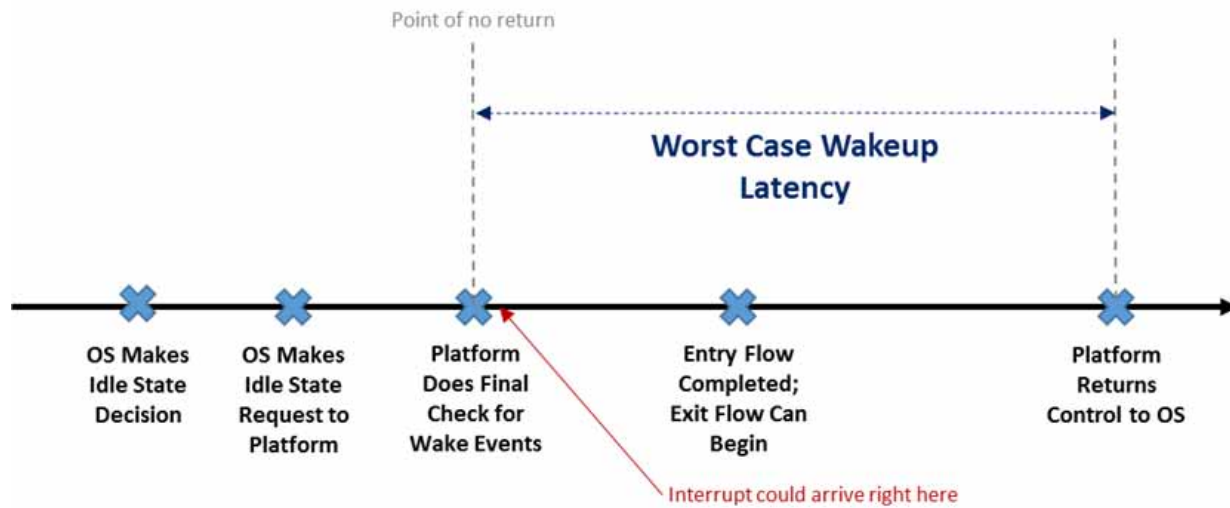 Point of no return
Worst Case Wakeup
Latency
OS Makes
Idle State
Decision
OS Makes
Idle State
Request to
Platform
Platform
Does Final
Check for
Wake Events
Entry Flow
Completed;
Exit Flow Can
Begin
Platform
Returns
Control to OS
Interrupt could arrive right here